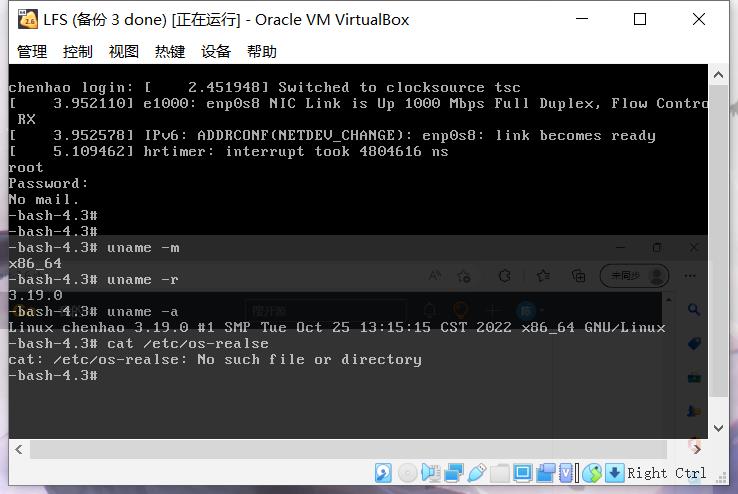 LFS (备份 3 done) [正在运行] - Oracle VM VirtualBox
管理 控制 视图 热键 设备 帮助
chenhao login: [    2.451948] Switched to clocksource tsc
[    3.952110] e1000: enp0s8 NIC Link is Up 1000 Mbps Full Duplex, Flow Contro
 RX
[    3.952578] IPv6: ADDRCONF(NETDEV_CHANGE): enp0s8: link becomes ready
[    5.109462] hrtimer: interrupt took 4804616 ns
root
Password:
No mail.
-bash-4.3#
-bash-4.3#
-bash-4.3# uname -m
x86_64
-bash-4.3# uname -r
未同步
3.19.0
-bash-4.3# uname -a
Linux chenhao 3.19.0 #1 SMP Tue Oct 25 13:15:15 CST 2022 x86_64 GNU/Linux
-bash-4.3# cat /etc/os-realse
cat: /etc/os-realse: No such file or directory
-bash-4.3#
Right Ctrl